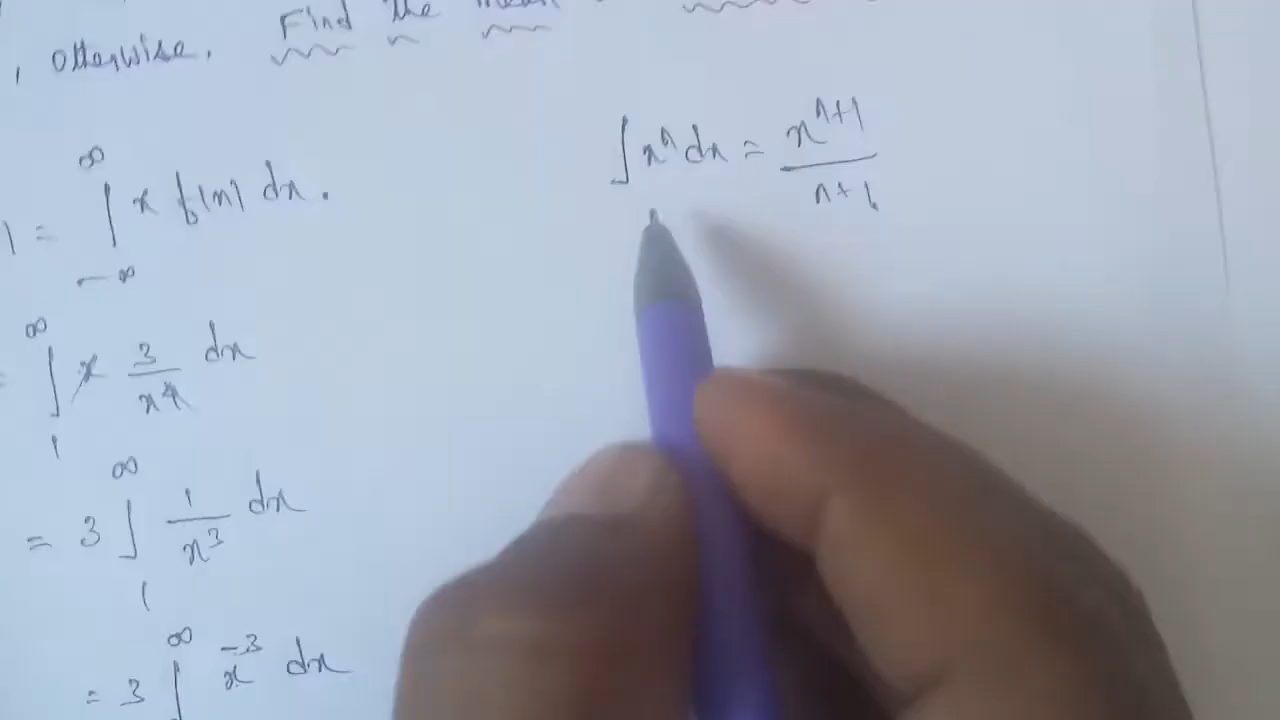 Find the mean
, otherwise.
∫xⁿ dx = xⁿ⁺¹ / n+1
) = ∫_{-∞}^{∞} x f(x) dx.
= ∫_{1}^{∞} x 3/x⁴ dx
= 3 ∫_{1}^{∞} 1/x³ dx
= 3 ∫^{∞} x⁻³ dx